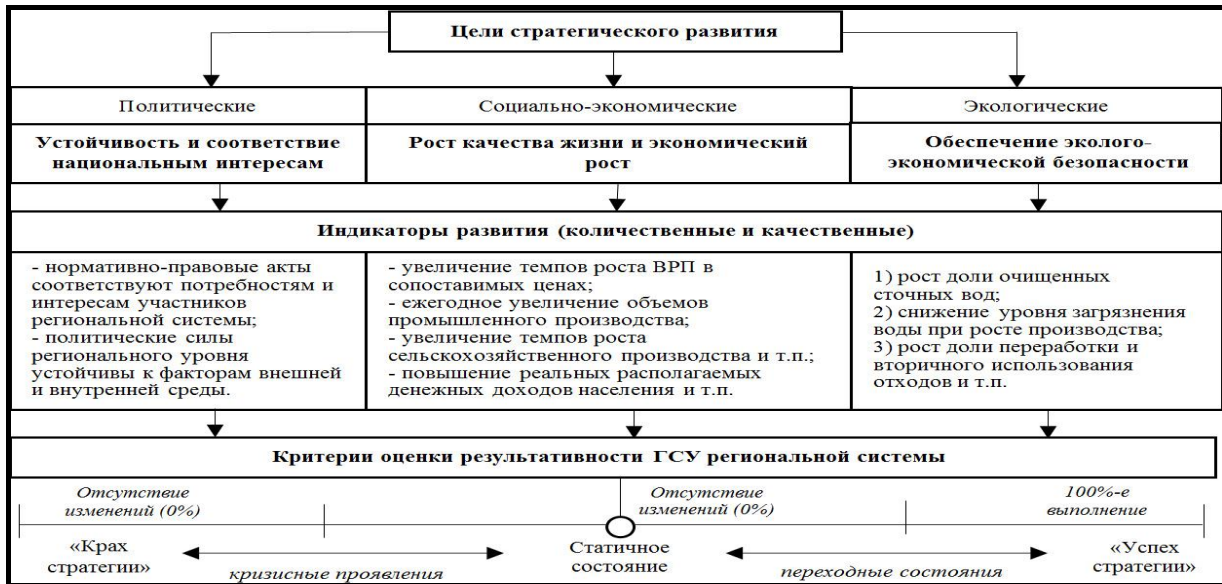 Цели стратегического развития
Политические
Социально-экономические
Экологические
Устойчивость и соответствие
национальным интересам
Рост качества жизни и экономический
рост
Обеспечение эколого-
экономической безопасности
Индикаторы развития (количественные и качественные)
- нормативно-правовые акты
соответствуют потребностям и
интересам участников
региональной системы;
- политические силы
регионального уровня
устойчивы к факторам внешней
и внутренней среды.
- увеличение темпов роста ВРП в
сопоставимых ценах;
- ежегодное увеличение объемов
промышленного производства;
- увеличение темпов роста
сельскохозяйственного производства и т.п.;
- повышение реальных располагаемых
денежных доходов населения и т.п.
1) рост доли очищенных
сточных вод;
2) снижение уровня загрязнения
воды при росте производства;
3) рост доли переработки и
вторичного использования
отходов и т.п.
Критерии оценки результативности ГСУ региональной системы
Отсутствие
изменений (0%)
Отсутствие
изменений (0%)
100%-е
выполнение
«Крах
стратегии»
кризисные проявления
Статичное
состояние
переходные состояния
«Успех
стратегии»